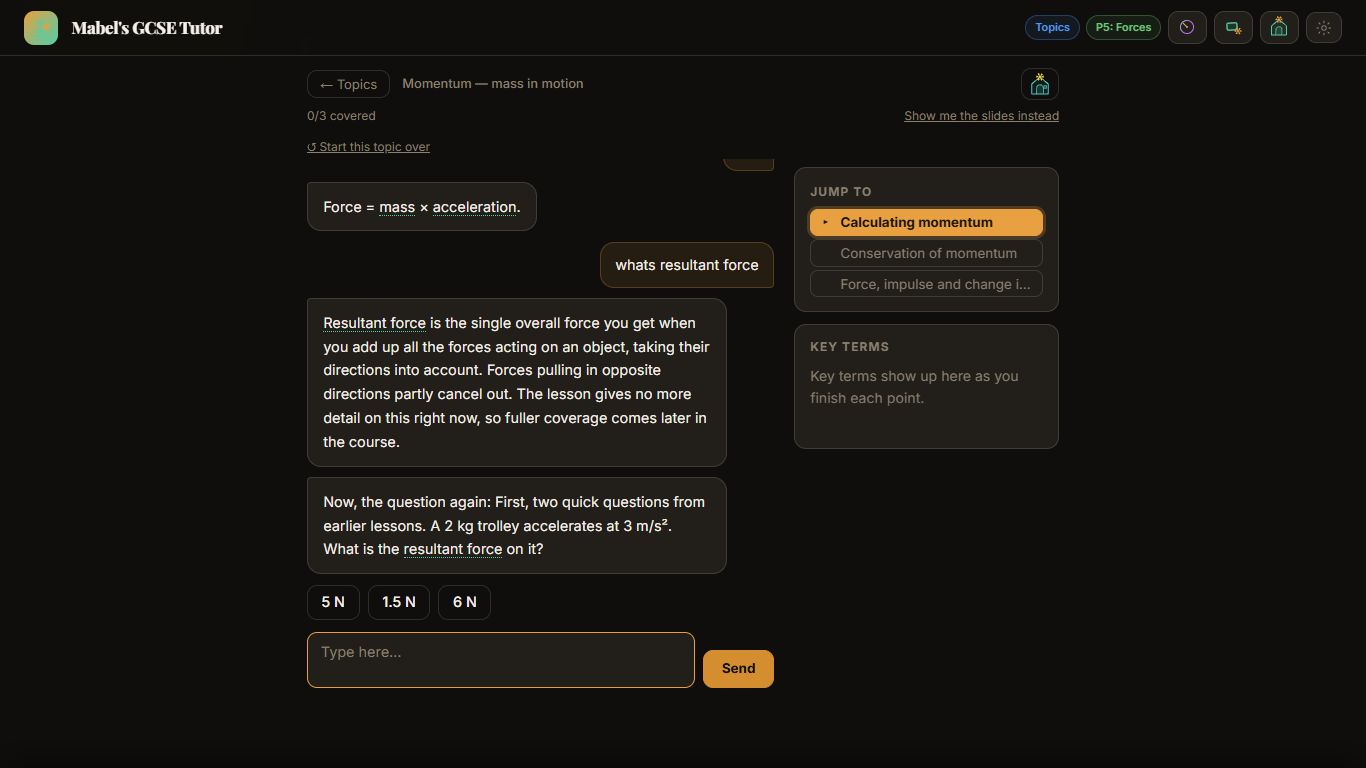 Mabel's GCSE Tutor
Topics
P5: Forces
← Topics
Momentum — mass in motion
0/3 covered
Show me the slides instead
↺ Start this topic over
Force = mass × acceleration.
whats resultant force
Resultant force is the single overall force you get when
you add up all the forces acting on an object, taking their
directions into account. Forces pulling in opposite
directions partly cancel out. The lesson gives no more
detail on this right now, so fuller coverage comes later in
the course.
Now, the question again: First, two quick questions from
earlier lessons. A 2 kg trolley accelerates at 3 m/s².
What is the resultant force on it?
5 N
1.5 N
6 N
Type here...
Send
JUMP TO
‣ Calculating momentum
Conservation of momentum
Force, impulse and change i...
KEY TERMS
Key terms show up here as you
finish each point.